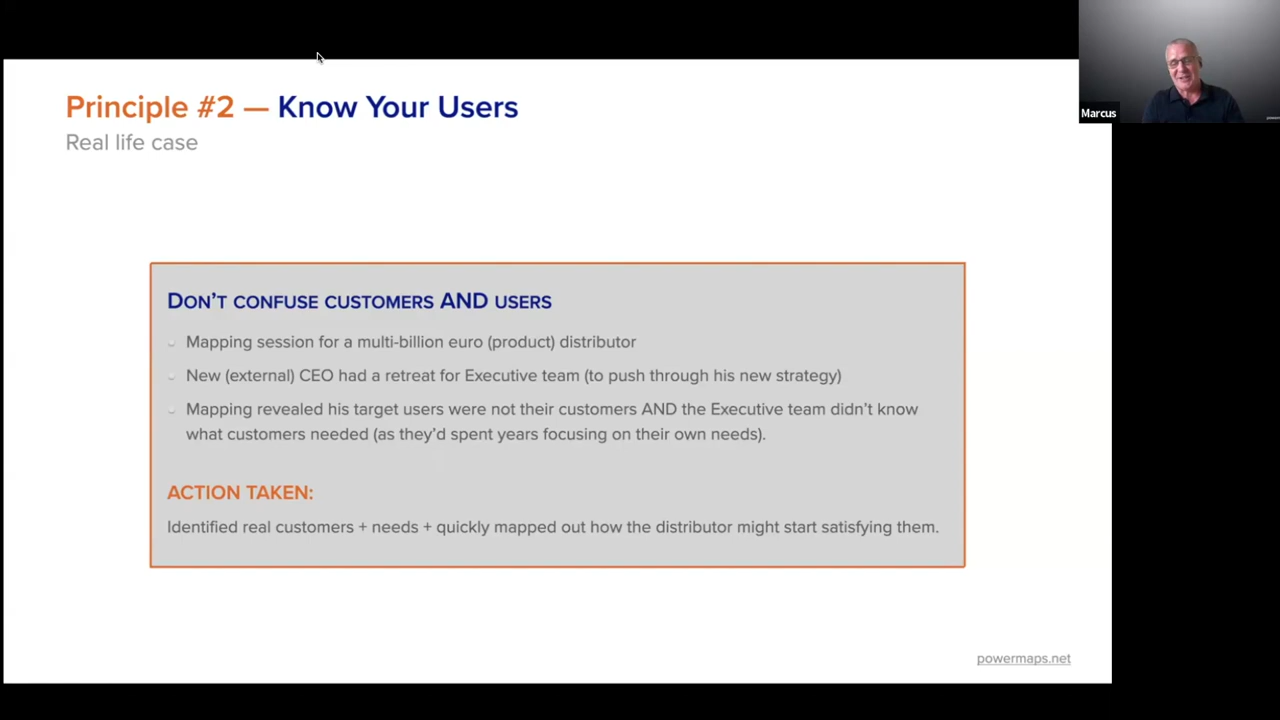 Principle #2 — Know Your Users
Real life case
Marcus
DON'T CONFUSE CUSTOMERS AND USERS
Mapping session for a multi-billion euro (product) distributor
New (external) CEO had a retreat for Executive team (to push through his new strategy)
Mapping revealed his target users were not their customers AND the Executive team didn't know
what customers needed (as they'd spent years focusing on their own needs).
ACTION TAKEN:
Identified real customers + needs + quickly mapped out how the distributor might start satisfying them.
powermaps.net